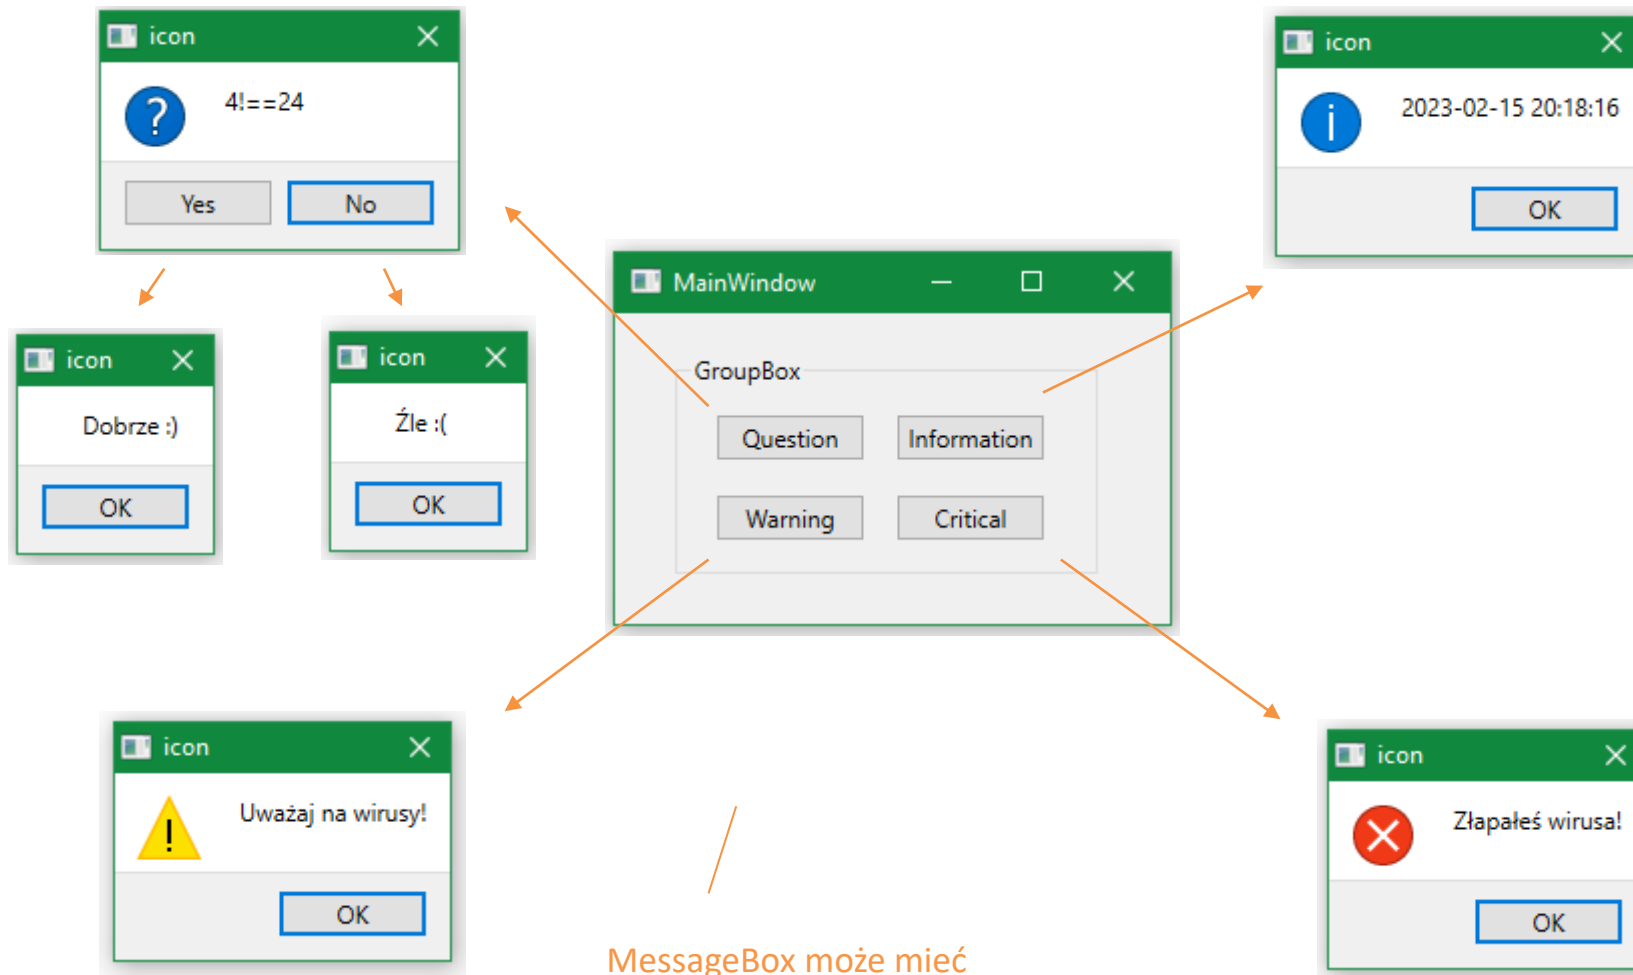 icon
4!==24
Yes No
icon
2023-02-15 20:18:16
OK
MainWindow
GroupBox
Question Information
Warning Critical
icon
Dobrze :)
OK
icon
Źle :(
OK
icon
Uważaj na wirusy!
OK
icon
Złapałeś wirusa!
OK
MessageBox może mieć